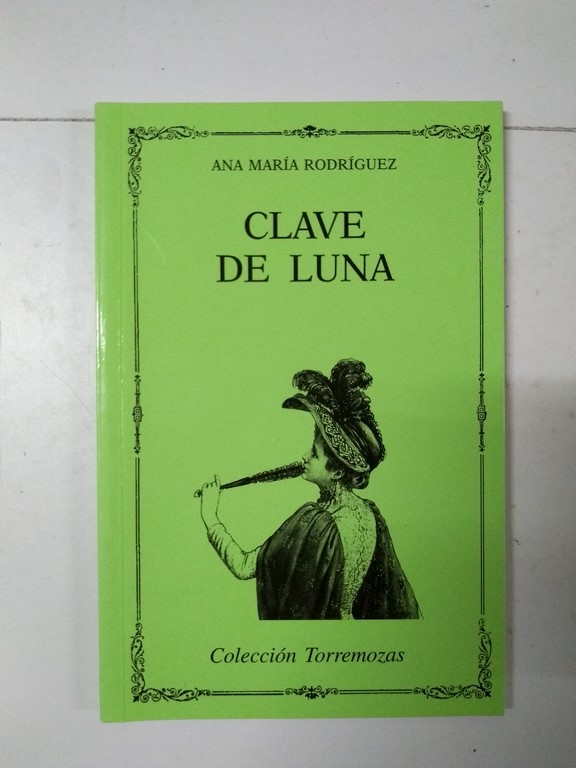 ANA MARÍA RODRÍGUEZ
CLAVE
DE LUNA
Colección Torremozas